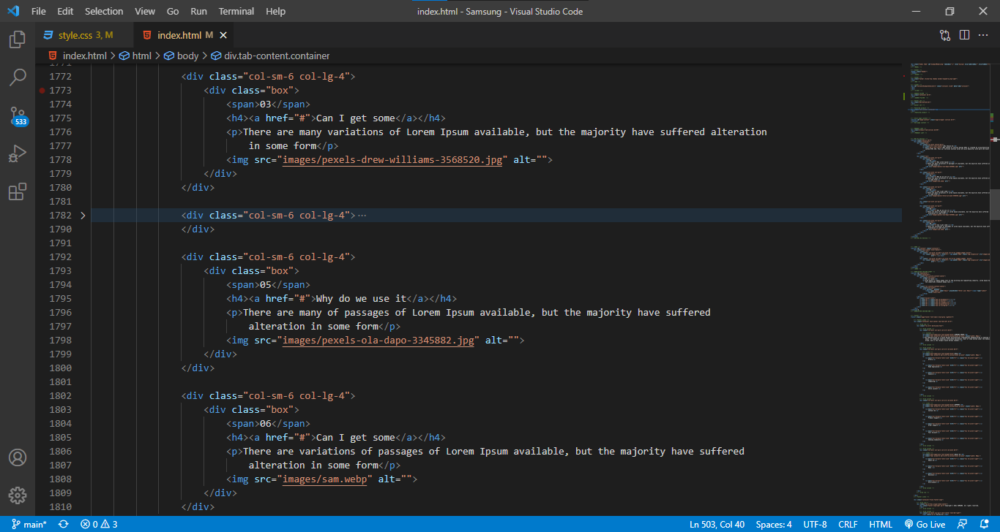 File Edit Selection View Go Run Terminal Help index.html - Samsung - Visual Studio Code
style.css 3, M index.html M
index.html > html > body > div.tab-content.container
1772 <div class="col-sm-6 col-lg-4">
1773 <div class="box">
1774 <span>03</span>
1775 <h4><a href="#">Can I get some</a></h4>
1776 <p>There are many variations of Lorem Ipsum available, but the majority have suffered alteration
1777 in some form</p>
1778 <img src="images/pexels-drew-williams-3568520.jpg" alt="">
1779 </div>
1780 </div>
1781
1782 <div class="col-sm-6 col-lg-4">···
1790 </div>
1791
1792 <div class="col-sm-6 col-lg-4">
1793 <div class="box">
1794 <span>05</span>
1795 <h4><a href="#">Why do we use it</a></h4>
1796 <p>There are many of passages of Lorem Ipsum available, but the majority have suffered
1797 alteration in some form</p>
1798 <img src="images/pexels-ola-dapo-3345882.jpg" alt="">
1799 </div>
1800 </div>
1801
1802 <div class="col-sm-6 col-lg-4">
1803 <div class="box">
1804 <span>06</span>
1805 <h4><a href="#">Can I get some</a></h4>
1806 <p>There are variations of passages of Lorem Ipsum available, but the majority have suffered
1807 alteration in some form</p>
1808 <img src="images/sam.webp" alt="">
1809 </div>
1810 </div>
533
main* 0 3 Ln 503, Col 40 Spaces: 4 UTF-8 CRLF HTML Go Live